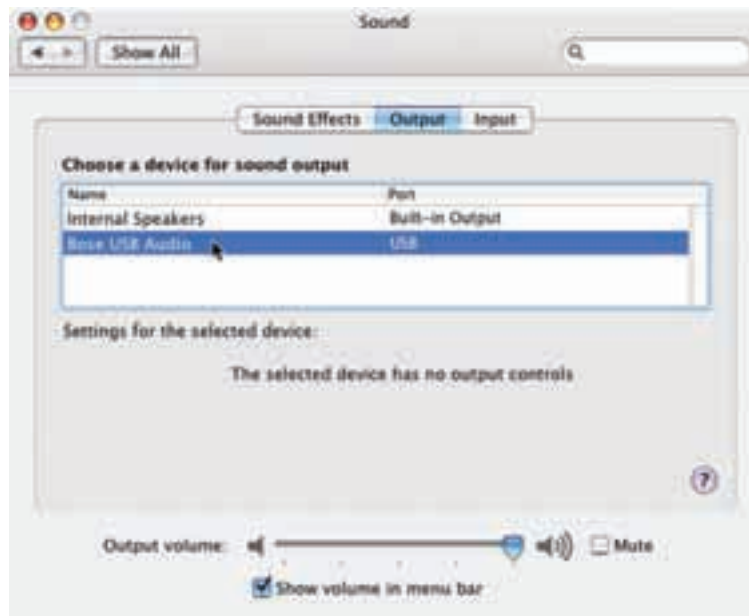 Sound
Show All
Sound Effects Output Input
Choose a device for sound output
Name Port
Internal Speakers Built-in Output
Bose USB Audio USB
Settings for the selected device:
The selected device has no output controls
?
Output volume: Mute
Show volume in menu bar